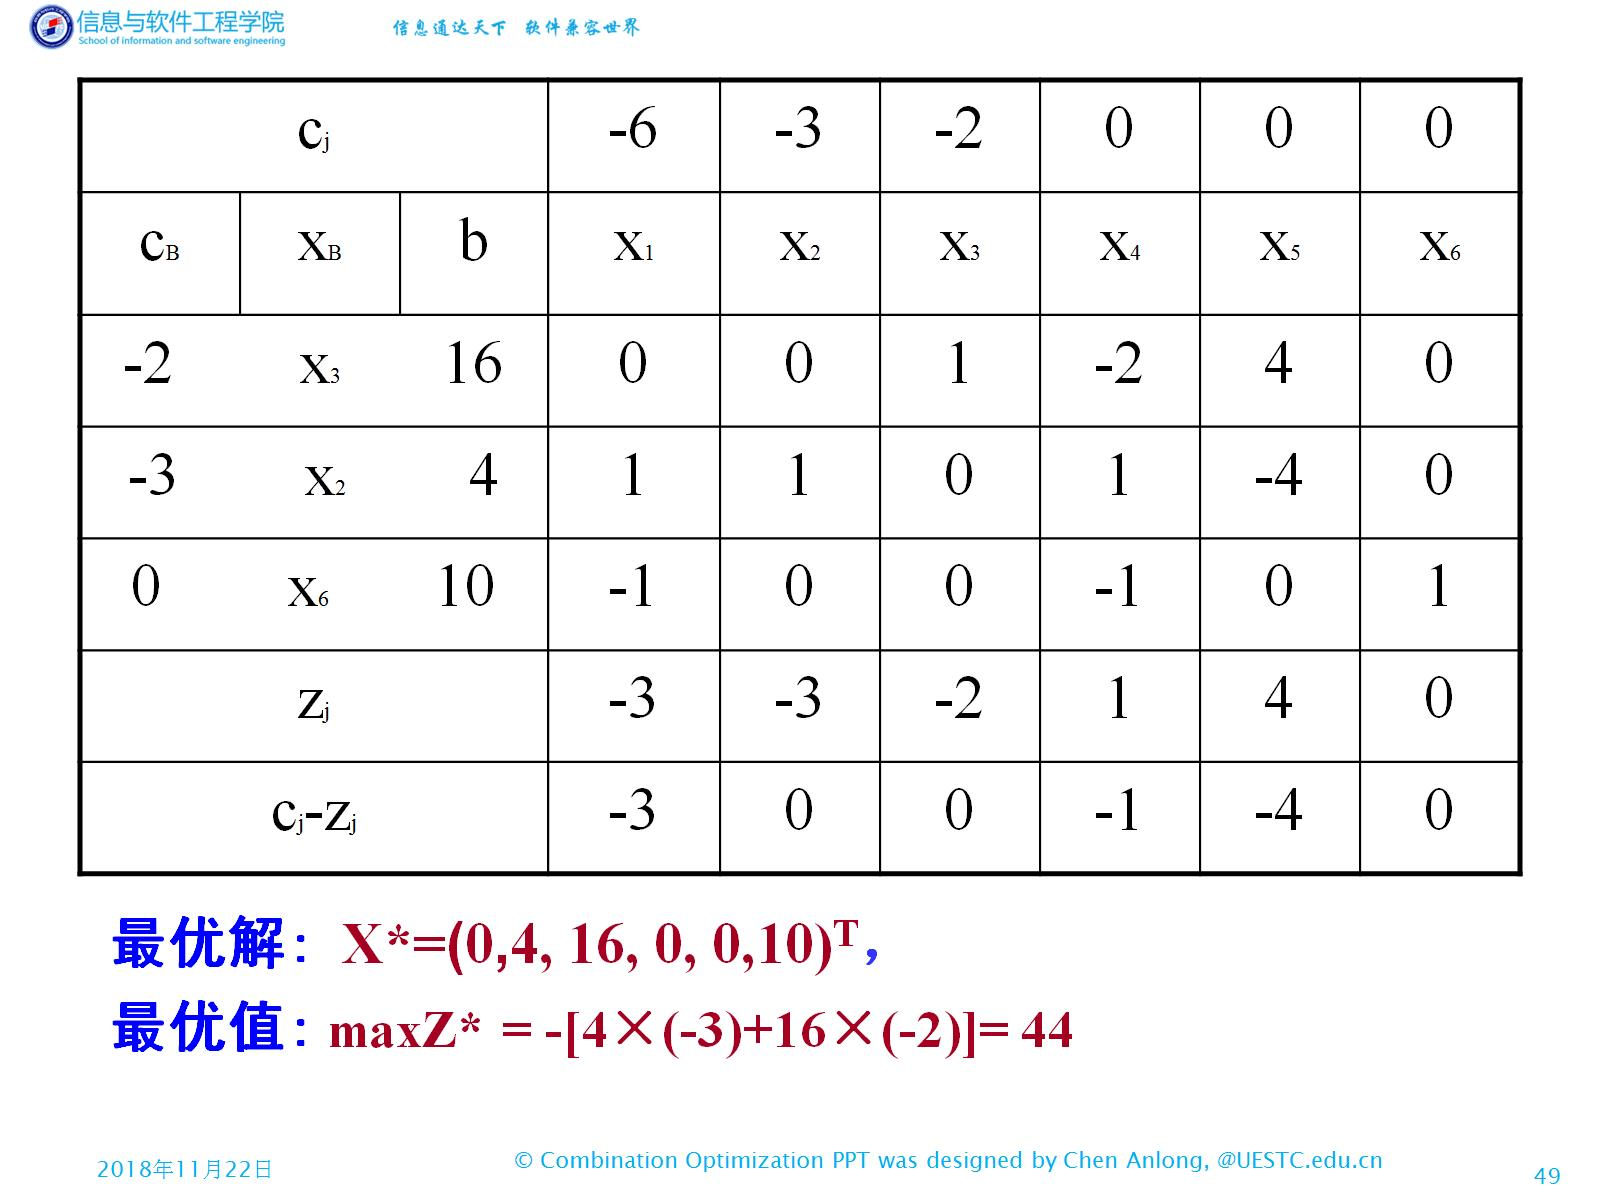 信息与软件工程学院
School of information and software engineering
信息通达天下 软件兼容世界
cj -6 -3 -2 0 0 0
cB xB b x1 x2 x3 x4 x5 x6
-2 x3 16 0 0 1 -2 4 0
-3 x2 4 1 1 0 1 -4 0
0 x6 10 -1 0 0 -1 0 1
zj -3 -3 -2 1 4 0
cj-zj -3 0 0 -1 -4 0
最优解： X*=(0,4, 16, 0, 0,10)T，
最优值：maxZ* = -[4×(-3)+16×(-2)]= 44
2018年11月22日
© Combination Optimization PPT was designed by Chen Anlong, @UESTC.edu.cn
49